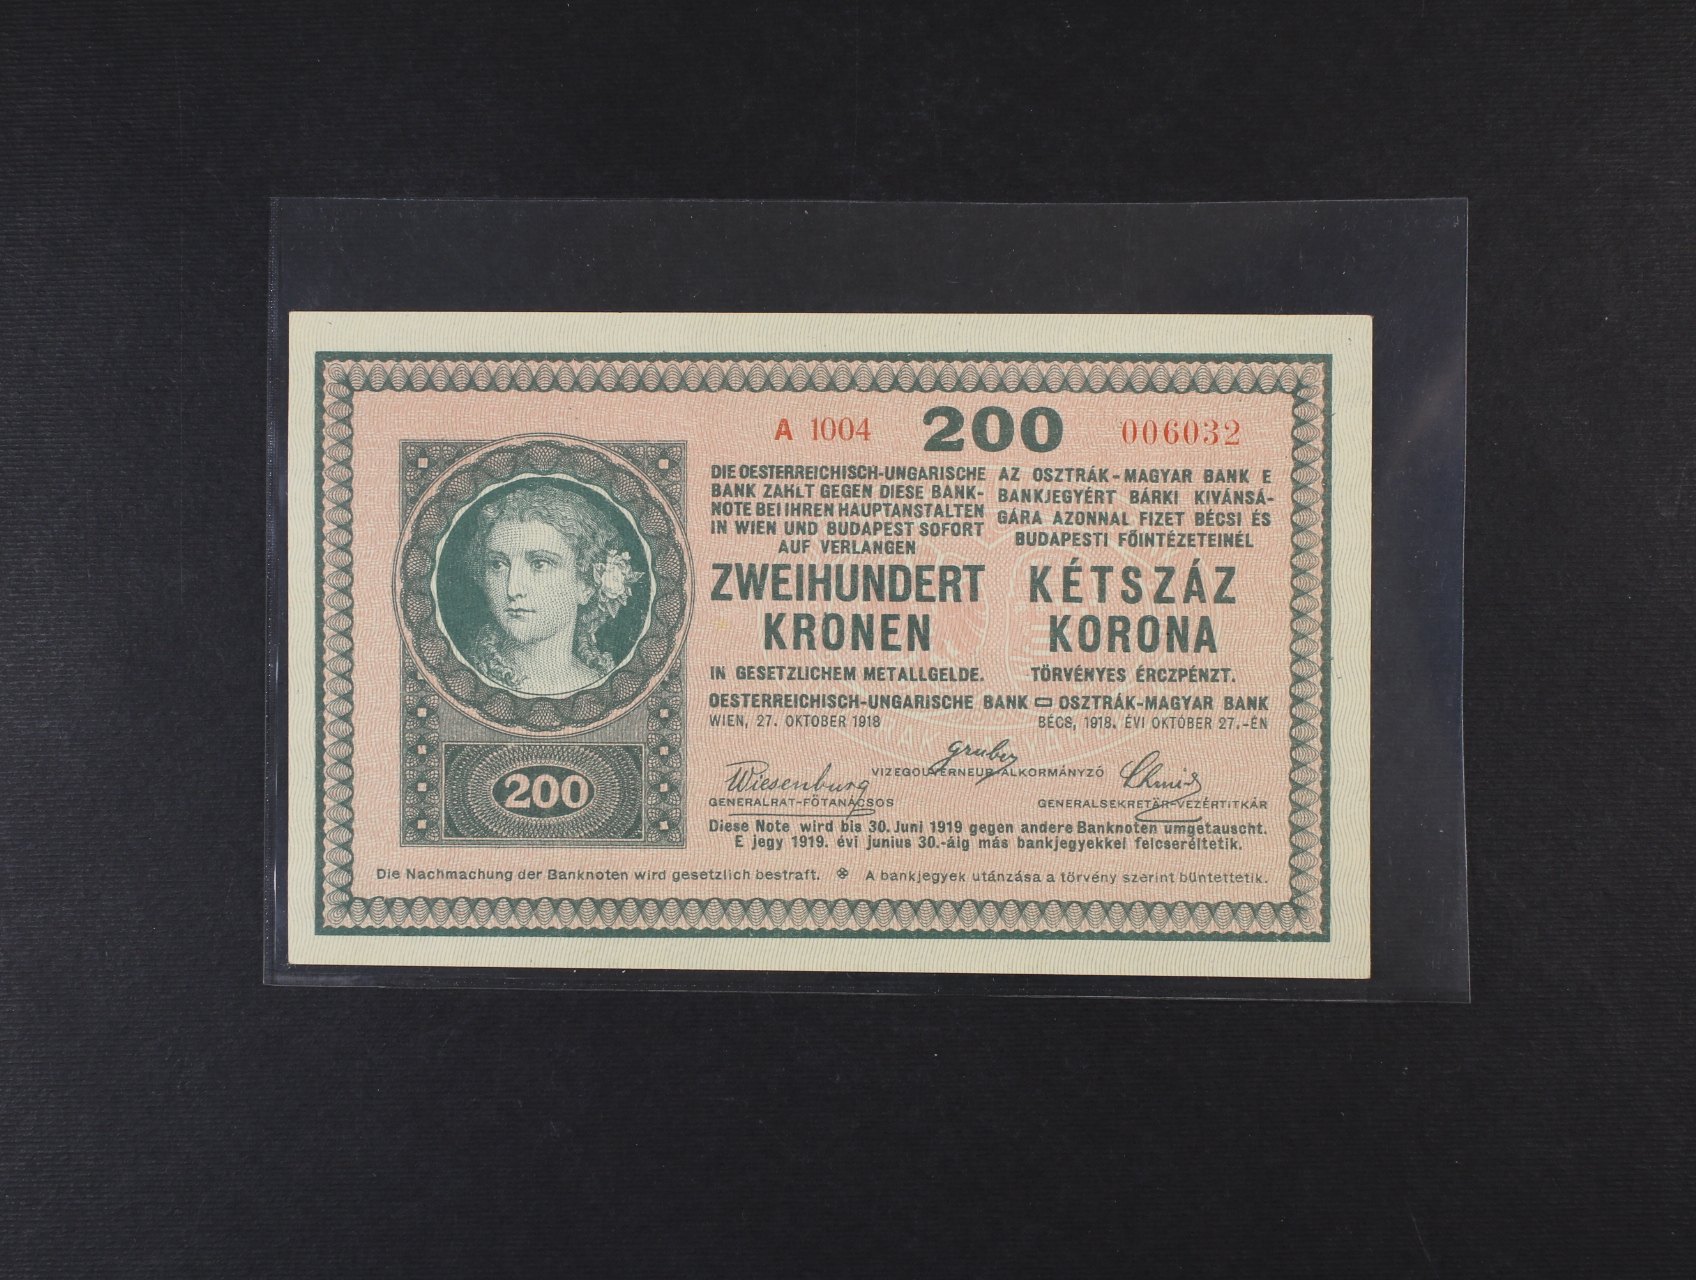 A 1004 200 006032
DIE OESTERREICHISCH-UNGARISCHE
BANK ZAHLT GEGEN DIESE BANK-
NOTE BEI IHREN HAUPTANSTALTEN
IN WIEN UND BUDAPEST SOFORT
AUF VERLANGEN
ZWEIHUNDERT
KRONEN
IN GESETZLICHEM METALLGELDE.
AZ OSZTRÁK-MAGYAR BANK E
BANKJEGYÉRT BÁRKI KIVÁNSÁ-
GÁRA AZONNAL FIZET BÉCSI ÉS
BUDAPESTI FŐINTÉZETEINÉL
KÉTSZÁZ
KORONA
TÖRVÉNYES ÉRCZPÉNZT.
OESTERREICHISCH-UNGARISCHE BANK OSZTRÁK-MAGYAR BANK
WIEN, 27. OKTOBER 1918 BÉCS, 1918. ÉVI OKTÓBER 27.-ÉN
Gruber
VIZEGOUVERNEUR-ALKORMÁNYZÓ
Wiesenburg
GENERALRAT-FŐTANÁCSOS
Schmid
GENERALSEKRETÄR-VEZÉRTITKÁR
200
Diese Note wird bis 30. Juni 1919 gegen andere Banknoten umgetauscht.
E jegy 1919. évi junius 30.-áig más bankjegyekkel felcseréltetik.
Die Nachmachung der Banknoten wird gesetzlich bestraft. A bankjegyek utánzása a törvény szerint büntettetik.